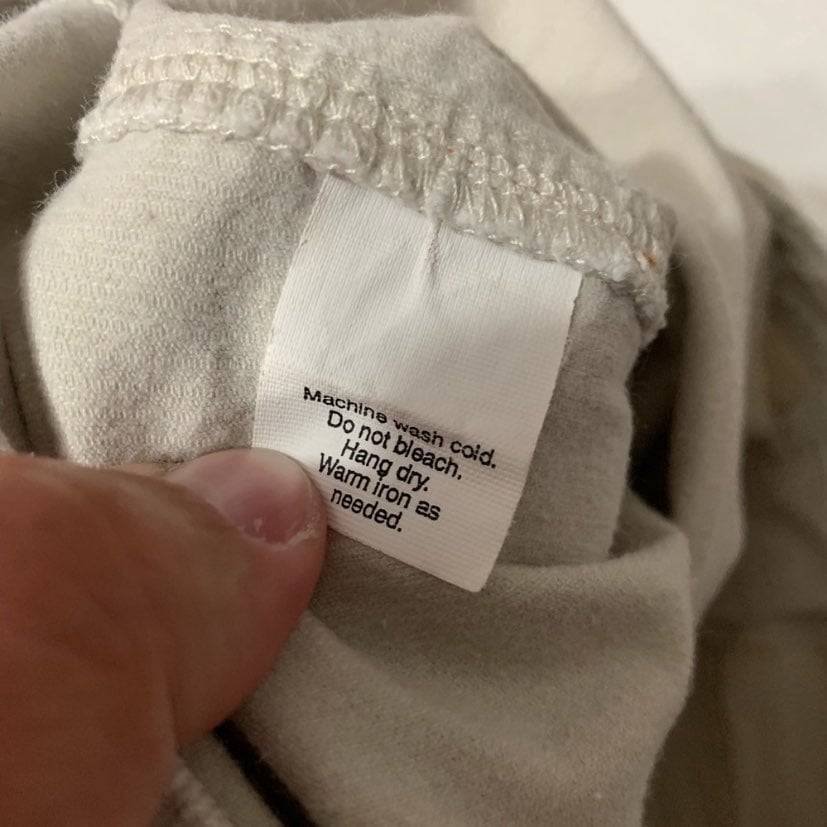 Machine wash cold.
Do not bleach.
Hang dry.
Warm iron as
needed.